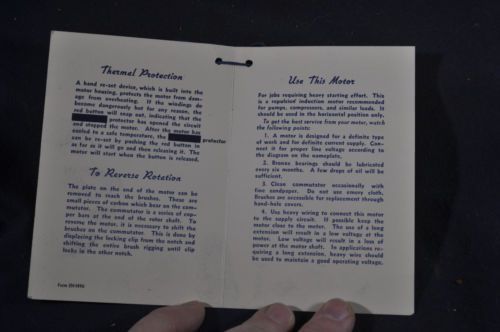 Thermal Protection
A hand re-set device, which is built into the
motor housing, protects the motor from dam-
age from overheating. If the windings do
become dangerously hot for any reason, the
red button will snap out, indicating that the
protector has opened the circuit
and stopped the motor. After the motor has
cooled to a safe temperature, the protector
can be re-set by pushing the red button in
as far as it will go and then releasing it. The
motor will start when the button is released.
To Reverse Rotation
The plate on the end of the motor can be
removed to reach the brushes. These are
small pieces of carbon which bear on the com-
mutator. The commutator is a series of cop-
per bars at the end of the rotor shaft. To
reverse the motor, it is necessary to shift the
brushes on the commutator. This is done by
displacing the locking clip from the notch and
shifting the entire brush rigging until clip
locks in the other notch.
Use This Motor
For jobs requiring heavy starting effort. This
is a repulsion induction motor recommended
for pumps, compressors, and similar loads. It
should be used in the horizontal position only.
To get the best service from your motor, watch
the following points:
1. A motor is designed for a definite type
of work and for definite current supply. Con-
nect it for proper line voltage according to
the diagram on the nameplate.
2. Bronze bearings should be lubricated
every six months. A few drops of oil will be
sufficient.
3. Clean commutator occasionally with
fine sandpaper. Do not use emory cloth.
Brushes are accessible for replacement through
hand-hole covers.
4. Use heavy wiring to connect this motor
to the supply circuit. If possible keep the
motor close to the meter. The use of a long
extension will result in a low voltage at the
motor. Low voltage will result in a loss of
power at the motor shaft. In applications re-
quiring a long extension, heavy wire should
be used to maintain a good operating voltage.